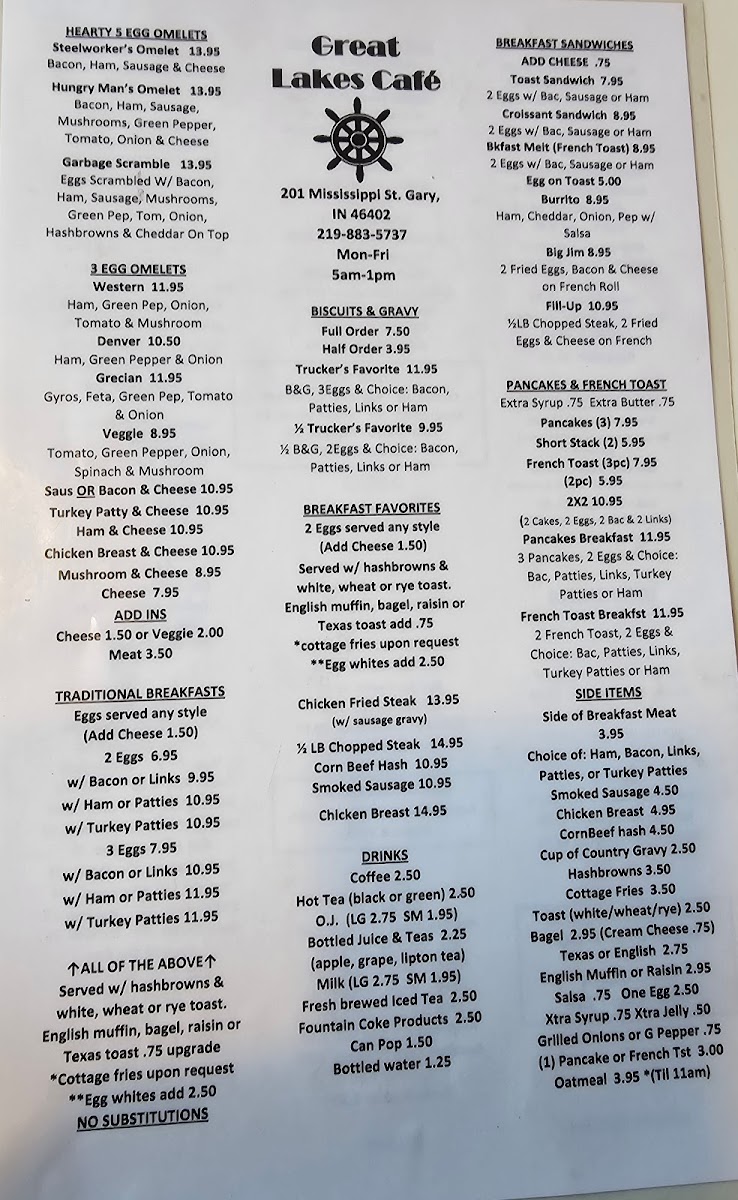 HEARTY 5 EGG OMELETS
Steelworker's Omelet 13.95
Bacon, Ham, Sausage & Cheese
Hungry Man's Omelet 13.95
Bacon, Ham, Sausage,
Mushrooms, Green Pepper,
Tomato, Onion & Cheese
Garbage Scramble 13.95
Eggs Scrambled W/ Bacon,
Ham, Sausage, Mushrooms,
Green Pep, Tom, Onion,
Hashbrowns & Cheddar On Top
3 EGG OMELETS
Western 11.95
Ham, Green Pep, Onion,
Tomato & Mushroom
Denver 10.50
Ham, Green Pepper & Onion
Grecian 11.95
Gyros, Feta, Green Pep, Tomato
& Onion
Veggie 8.95
Tomato, Green Pepper, Onion,
Spinach & Mushroom
Saus OR Bacon & Cheese 10.95
Turkey Patty & Cheese 10.95
Ham & Cheese 10.95
Chicken Breast & Cheese 10.95
Mushroom & Cheese 8.95
Cheese 7.95
ADD INS
Cheese 1.50 or Veggie 2.00
Meat 3.50
TRADITIONAL BREAKFASTS
Eggs served any style
(Add Cheese 1.50)
2 Eggs 6.95
w/ Bacon or Links 9.95
w/ Ham or Patties 10.95
w/ Turkey Patties 10.95
3 Eggs 7.95
w/ Bacon or Links 10.95
w/ Ham or Patties 11.95
w/ Turkey Patties 11.95
↑ALL OF THE ABOVE↑
Served w/ hashbrowns &
white, wheat or rye toast.
English muffin, bagel, raisin or
Texas toast .75 upgrade
*Cottage fries upon request
**Egg whites add 2.50
NO SUBSTITUTIONS
Great
Lakes Café
201 Mississippi St. Gary,
IN 46402
219-883-5737
Mon-Fri
5am-1pm
BISCUITS & GRAVY
Full Order 7.50
Half Order 3.95
Trucker's Favorite 11.95
B&G, 3Eggs & Choice: Bacon,
Patties, Links or Ham
½ Trucker's Favorite 9.95
½ B&G, 2Eggs & Choice: Bacon,
Patties, Links or Ham
BREAKFAST FAVORITES
2 Eggs served any style
(Add Cheese 1.50)
Served w/ hashbrowns &
white, wheat or rye toast.
English muffin, bagel, raisin or
Texas toast add .75
*cottage fries upon request
**Egg whites add 2.50
Chicken Fried Steak 13.95
(w/ sausage gravy)
½ LB Chopped Steak 14.95
Corn Beef Hash 10.95
Smoked Sausage 10.95
Chicken Breast 14.95
DRINKS
Coffee 2.50
Hot Tea (black or green) 2.50
O.J. (LG 2.75 SM 1.95)
Bottled Juice & Teas 2.25
(apple, grape, lipton tea)
Milk (LG 2.75 SM 1.95)
Fresh brewed Iced Tea 2.50
Fountain Coke Products 2.50
Can Pop 1.50
Bottled water 1.25
BREAKFAST SANDWICHES
ADD CHEESE .75
Toast Sandwich 7.95
2 Eggs w/ Bac, Sausage or Ham
Croissant Sandwich 8.95
2 Eggs w/ Bac, Sausage or Ham
Bkfast Melt (French Toast) 8.95
2 Eggs w/ Bac, Sausage or Ham
Egg on Toast 5.00
Burrito 8.95
Ham, Cheddar, Onion, Pep w/
Salsa
Big Jim 8.95
2 Fried Eggs, Bacon & Cheese
on French Roll
Fill-Up 10.95
½LB Chopped Steak, 2 Fried
Eggs & Cheese on French
PANCAKES & FRENCH TOAST
Extra Syrup .75 Extra Butter .75
Pancakes (3) 7.95
Short Stack (2) 5.95
French Toast (3pc) 7.95
(2pc) 5.95
2X2 10.95
(2 Cakes, 2 Eggs, 2 Bac & 2 Links)
Pancakes Breakfast 11.95
3 Pancakes, 2 Eggs & Choice:
Bac, Patties, Links, Turkey
Patties or Ham
French Toast Breakfst 11.95
2 French Toast, 2 Eggs &
Choice: Bac, Patties, Links,
Turkey Patties or Ham
SIDE ITEMS
Side of Breakfast Meat
3.95
Choice of: Ham, Bacon, Links,
Patties, or Turkey Patties
Smoked Sausage 4.50
Chicken Breast 4.95
CornBeef hash 4.50
Cup of Country Gravy 2.50
Hashbrowns 3.50
Cottage Fries 3.50
Toast (white/wheat/rye) 2.50
Bagel 2.95 (Cream Cheese .75)
Texas or English 2.75
English Muffin or Raisin 2.95
Salsa .75 One Egg 2.50
Xtra Syrup .75 Xtra Jelly .50
Grilled Onions or G Pepper .75
(1) Pancake or French Tst 3.00
Oatmeal 3.95 *(Til 11am)